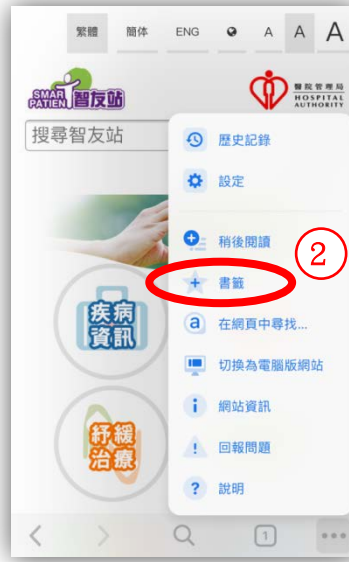 繁體 簡体 ENG A A A
SMART PATIENT 智友站
醫院管理局
HOSPITAL
AUTHORITY
搜尋智友站
歷史記錄
設定
稍後閱讀
2
書籤
疾病
資訊
在網頁中尋找...
切換為電腦版網站
網站資訊
紓緩
治療
回報問題
說明
1